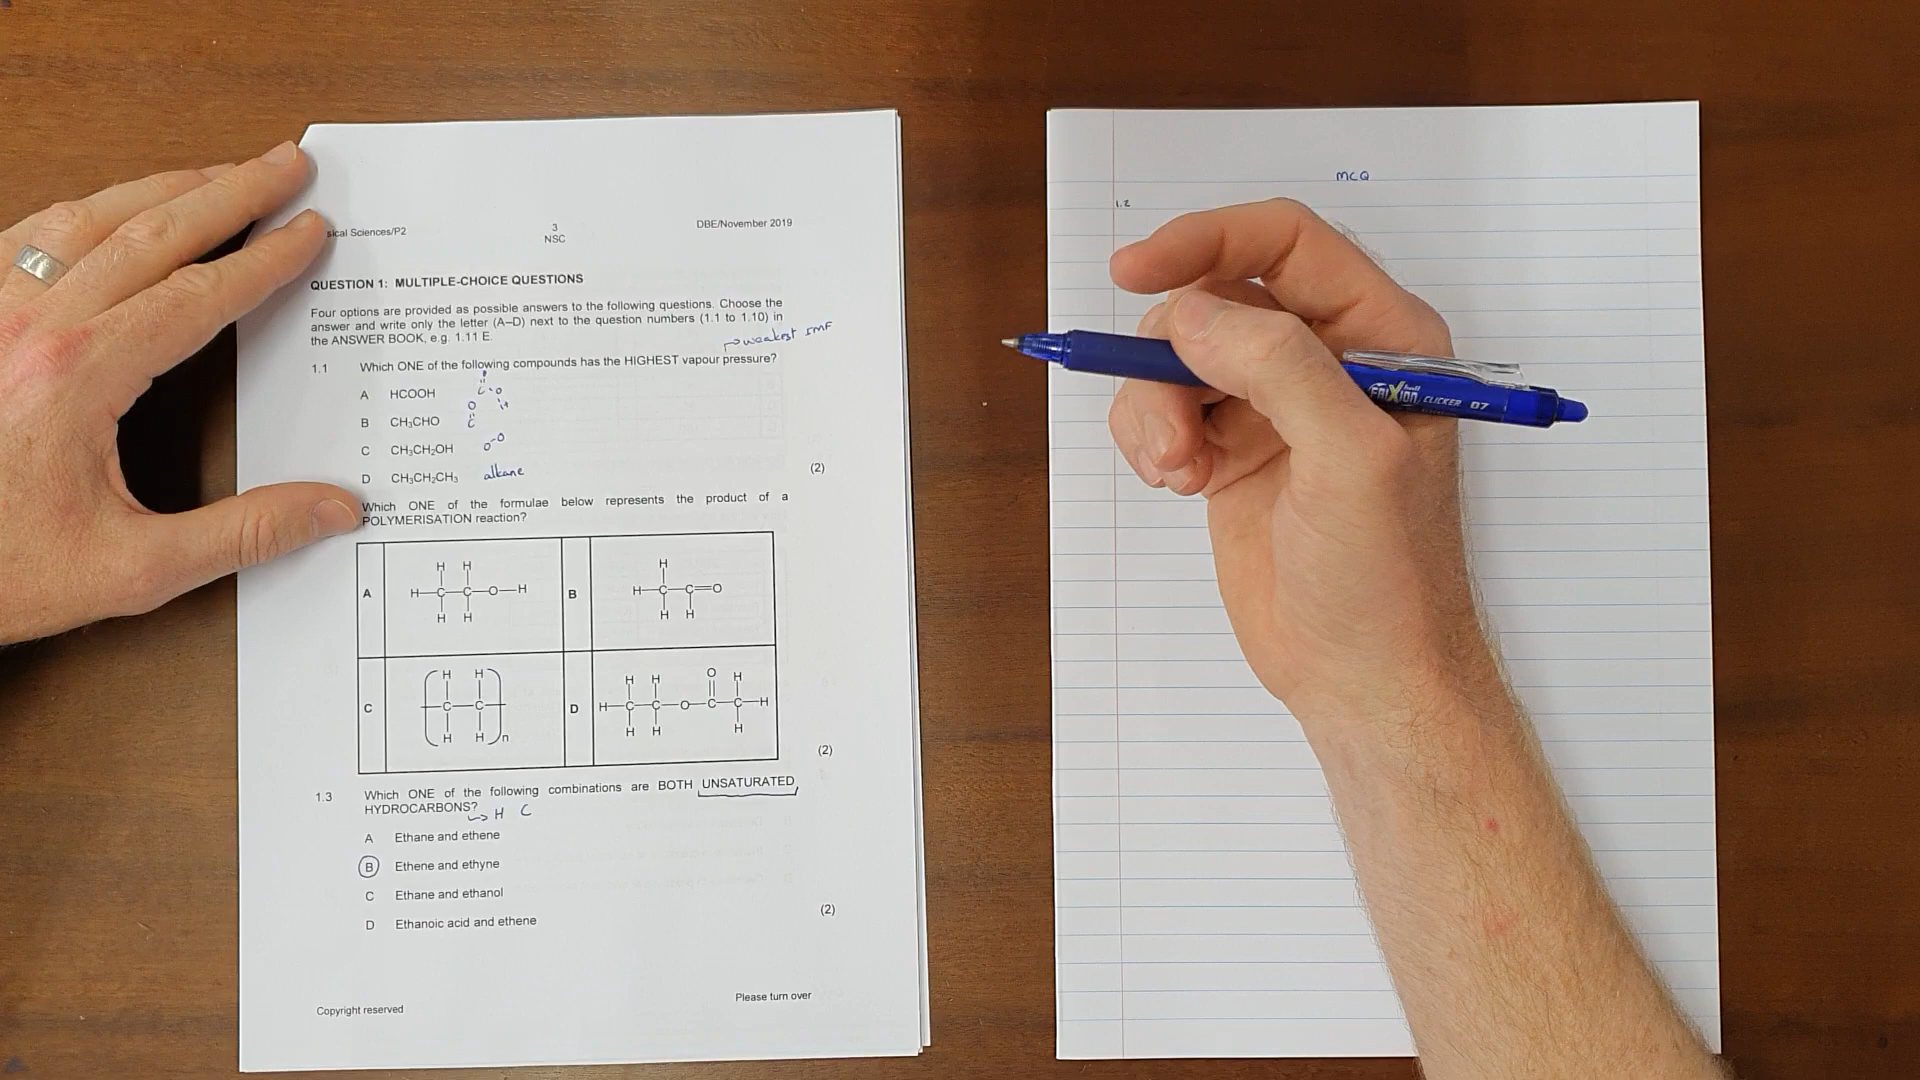 sical Sciences/P2
3
NSC
DBE/November 2019
QUESTION 1: MULTIPLE-CHOICE QUESTIONS
Four options are provided as possible answers to the following questions. Choose the
answer and write only the letter (A–D) next to the question numbers (1.1 to 1.10) in
the ANSWER BOOK, e.g. 1.11 E.
weakest IMF
1.1 Which ONE of the following compounds has the HIGHEST vapour pressure?
A HCOOH
B CH₃CHO
C CH₃CH₂OH
D CH₃CH₂CH₃ alkane
(2)
Which ONE of the formulae below represents the product of a
POLYMERISATION reaction?
A
H H
H—C—C—O—H
H H
B
H
H—C—C=O
H H
C
H H
—C—C—
H H n
D
H H O H
H—C—C—O—C—C—H
H H H
(2)
1.3 Which ONE of the following combinations are BOTH UNSATURATED
HYDROCARBONS?
H C
A Ethane and ethene
B Ethene and ethyne
C Ethane and ethanol
D Ethanoic acid and ethene
(2)
Copyright reserved
Please turn over
MCQ
1.2
FRIXION CLICKER 07